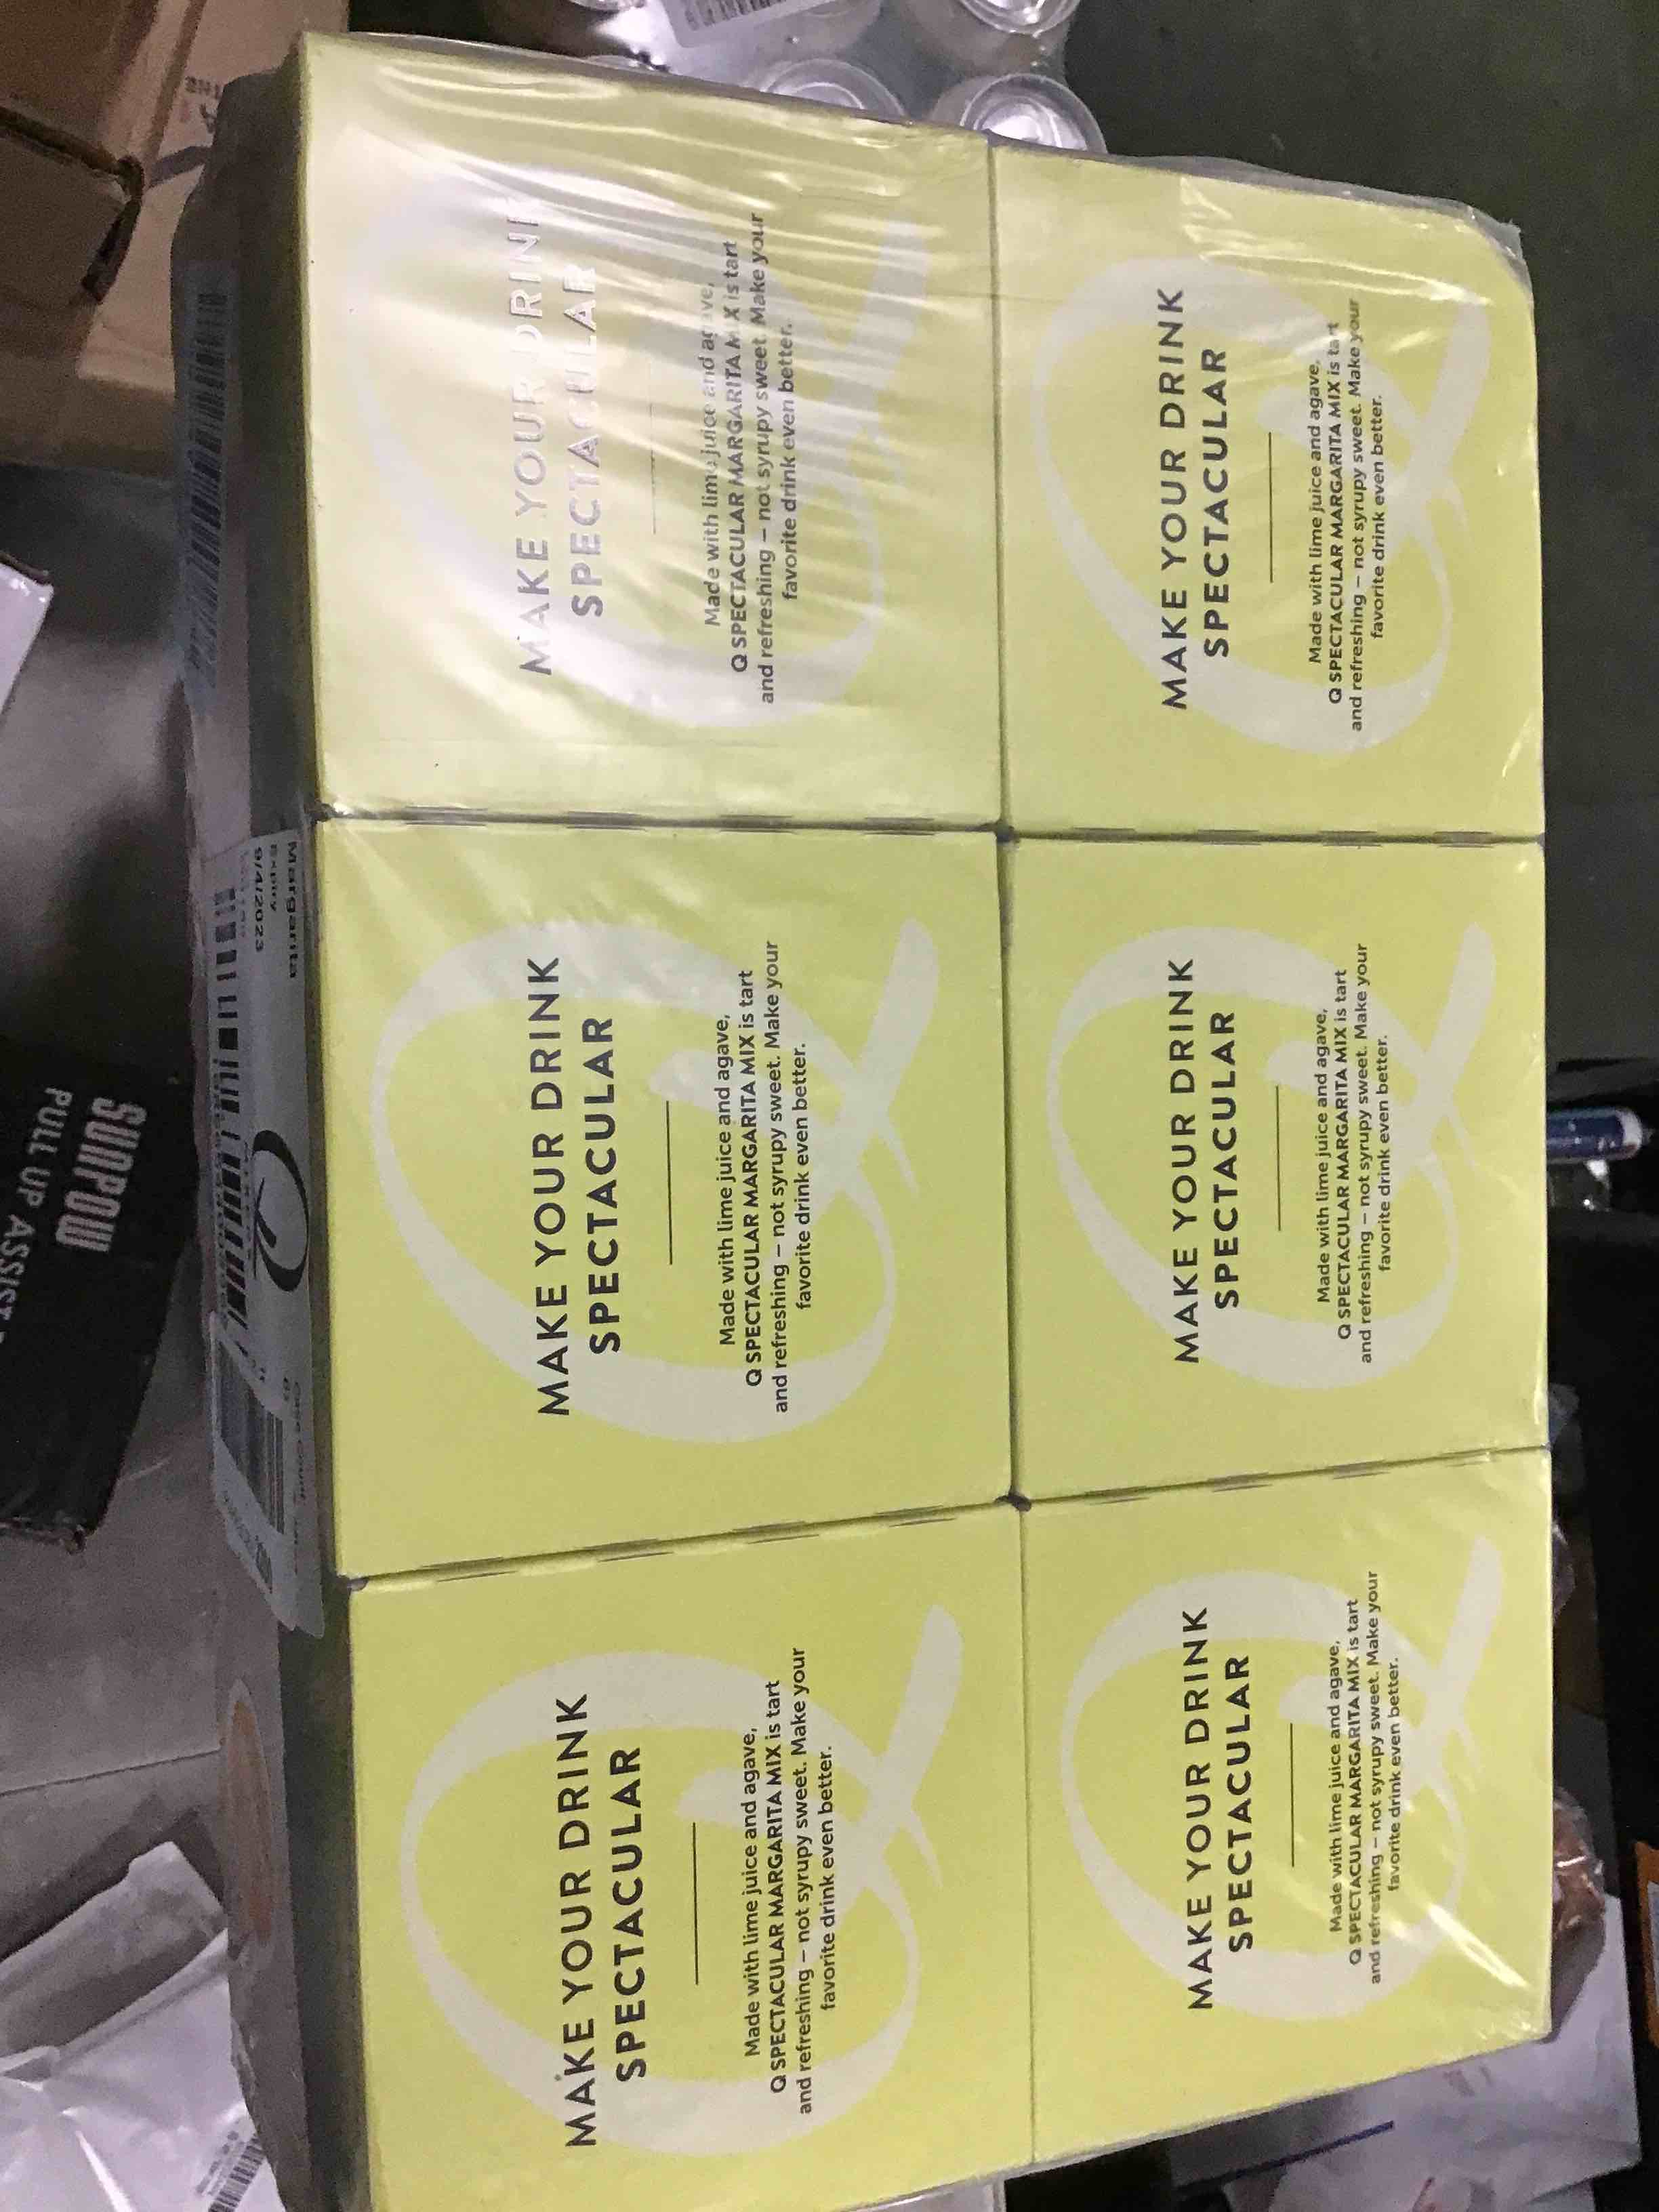 MAKE YOUR DRINK
SPECTACULAR
Made with lime juice and agave,
Q SPECTACULAR MARGARITA MIX is tart
and refreshing – not syrupy sweet. Make your
favorite drink even better.
MAKE YOUR DRINK
SPECTACULAR
Made with lime juice and agave,
Q SPECTACULAR MARGARITA MIX is tart
and refreshing – not syrupy sweet. Make your
favorite drink even better.
MAKE YOUR DRINK
SPECTACULAR
Made with lime juice and agave,
Q SPECTACULAR MARGARITA MIX is tart
and refreshing – not syrupy sweet. Make your
favorite drink even better.
MAKE YOUR DRINK
SPECTACULAR
Made with lime juice and agave,
Q SPECTACULAR MARGARITA MIX is tart
and refreshing – not syrupy sweet. Make your
favorite drink even better.
MAKE YOUR DRINK
SPECTACULAR
Made with lime juice and agave,
Q SPECTACULAR MARGARITA MIX is tart
and refreshing – not syrupy sweet. Make your
favorite drink even better.
MAKE YOUR DRINK
SPECTACULAR
Made with lime juice and agave,
Q SPECTACULAR MARGARITA MIX is tart
and refreshing – not syrupy sweet. Make your
favorite drink even better.
Margarita
Expiry
9/4/2023
Q
SUNPOW
PULL UP ASSIST